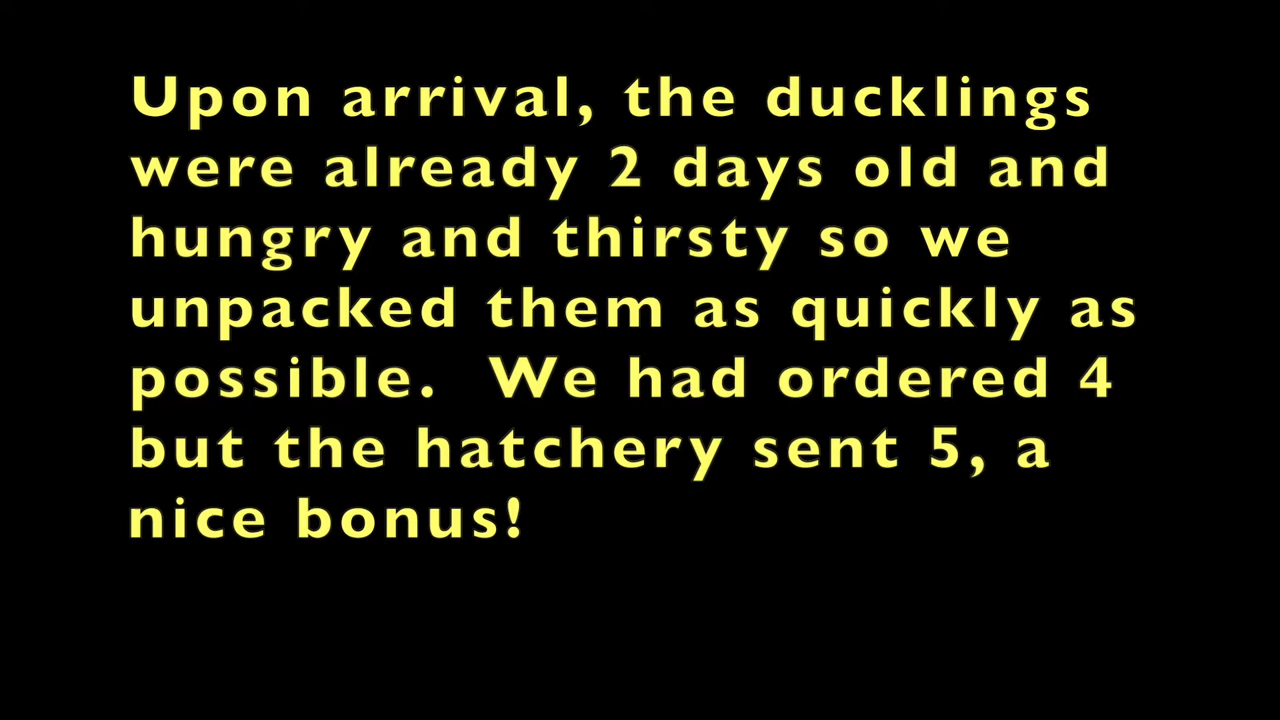 Upon arrival, the ducklings
were already 2 days old and
hungry and thirsty so we
unpacked them as quickly as
possible.  We had ordered 4
but the hatchery sent 5, a
nice bonus!